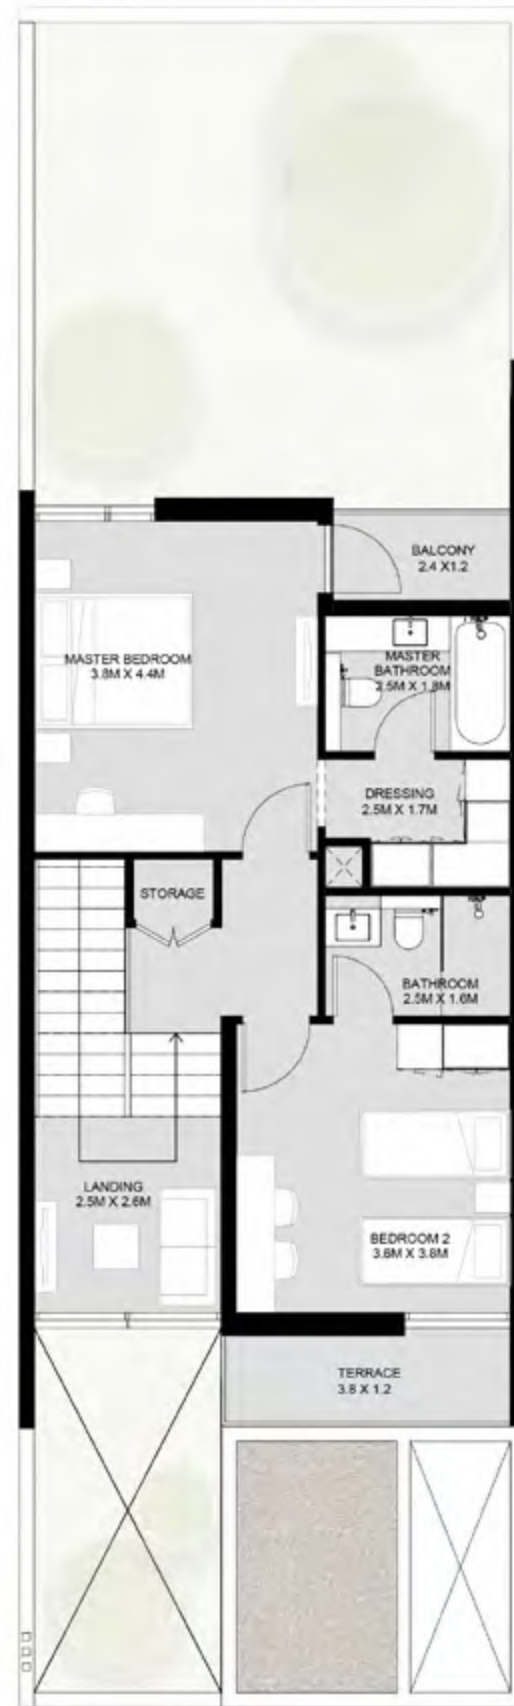 BALCONY
2.4 X1.2
MASTER BEDROOM
3.8M X 4.4M
MASTER
BATHROOM
2.5M X 1.8M
DRESSING
2.5M X 1.7M
STORAGE
BATHROOM
2.5M X 1.6M
LANDING
2.5M X 2.6M
BEDROOM 2
3.8M X 3.8M
TERRACE
3.8 X 1.2